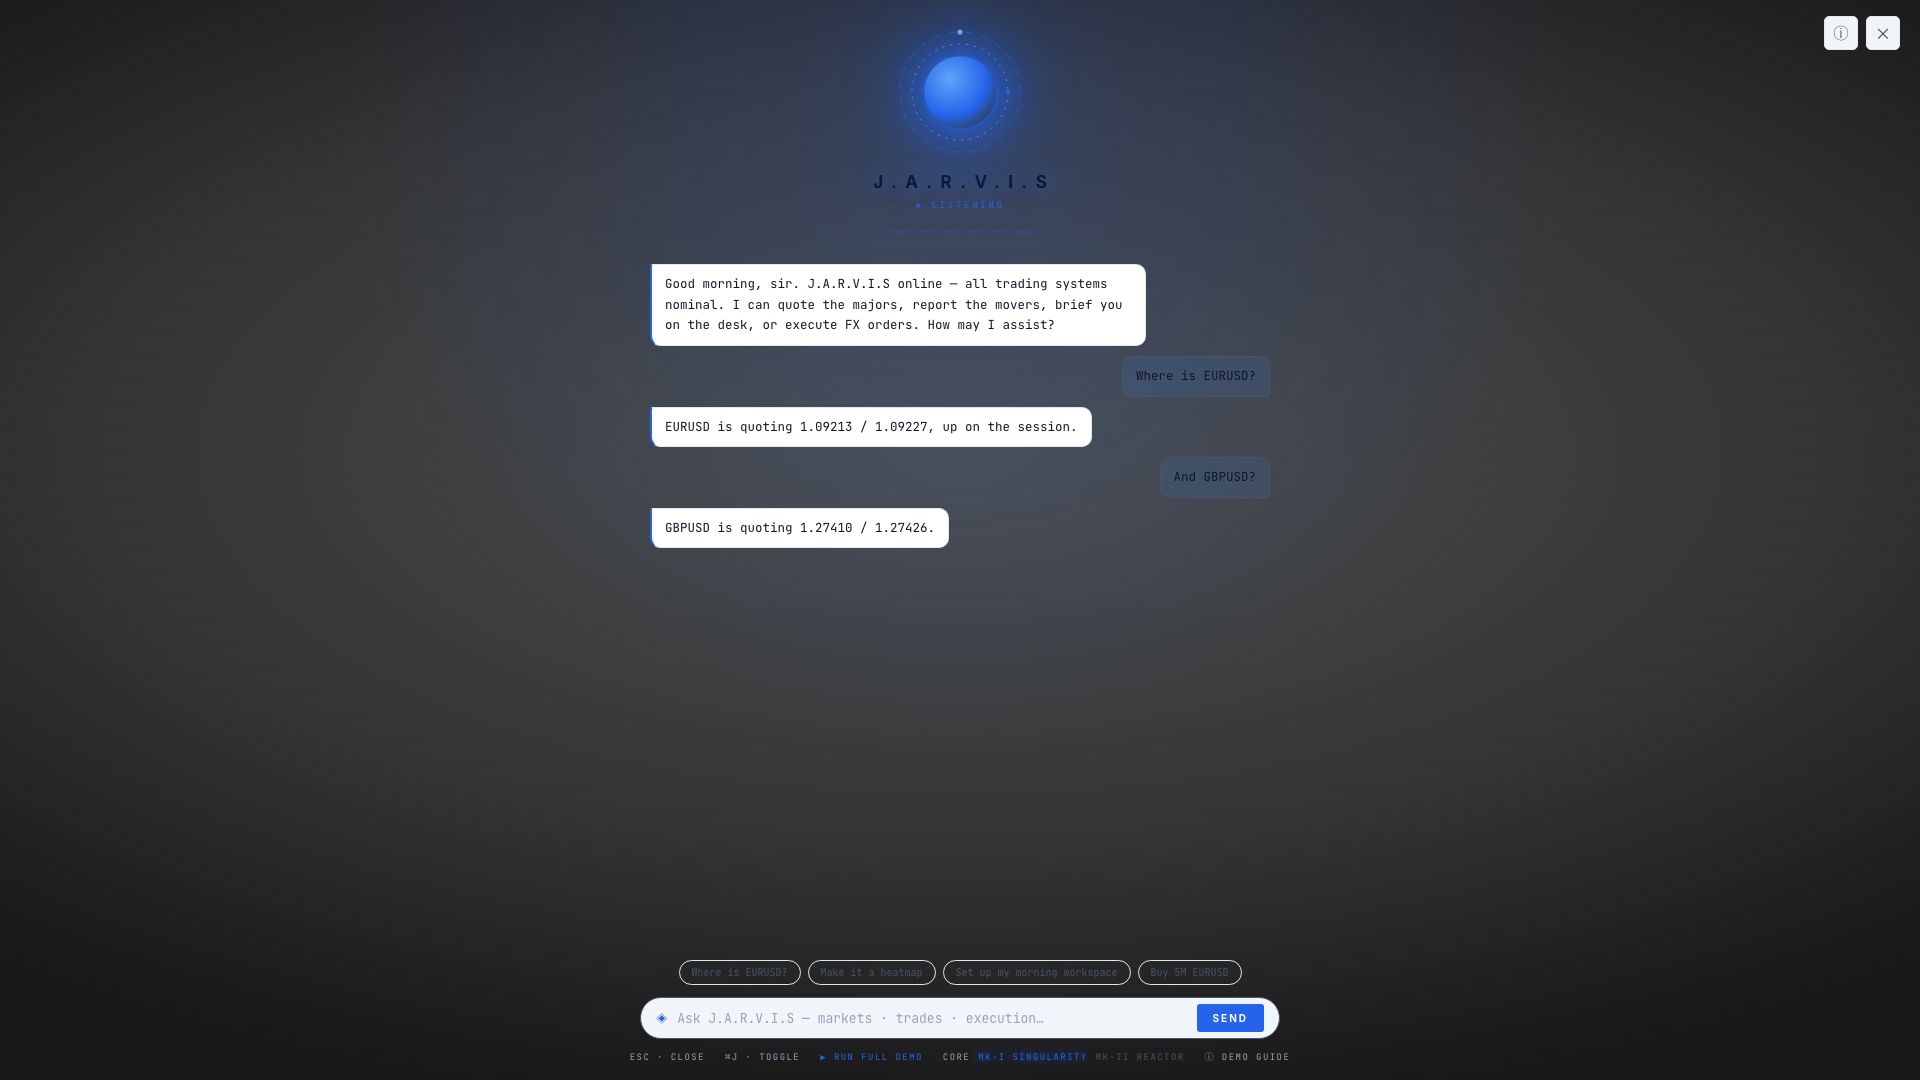 J.A.R.V.I.S
◈ LISTENING
Good morning, sir. J.A.R.V.I.S online — all trading systems
nominal. I can quote the majors, report the movers, brief you
on the desk, or execute FX orders. How may I assist?
Where is EURUSD?
EURUSD is quoting 1.09213 / 1.09227, up on the session.
And GBPUSD?
GBPUSD is quoting 1.27410 / 1.27426.
Where is EURUSD? Make it a heatmap Set up my morning workspace Buy 5M EURUSD
◈ Ask J.A.R.V.I.S — markets · trades · execution… SEND
ESC · CLOSE ⌘J · TOGGLE ▶ RUN FULL DEMO CORE MK-I SINGULARITY MK-II REACTOR ⓘ DEMO GUIDE